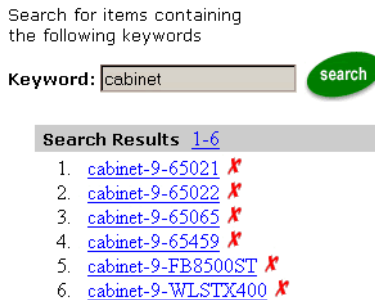 Search for items containing
the following keywords
Keyword: cabinet search
Search Results 1-6
1. cabinet-9-65021 ✗
2. cabinet-9-65022 ✗
3. cabinet-9-65065 ✗
4. cabinet-9-65459 ✗
5. cabinet-9-FB8500ST ✗
6. cabinet-9-WLSTX400 ✗